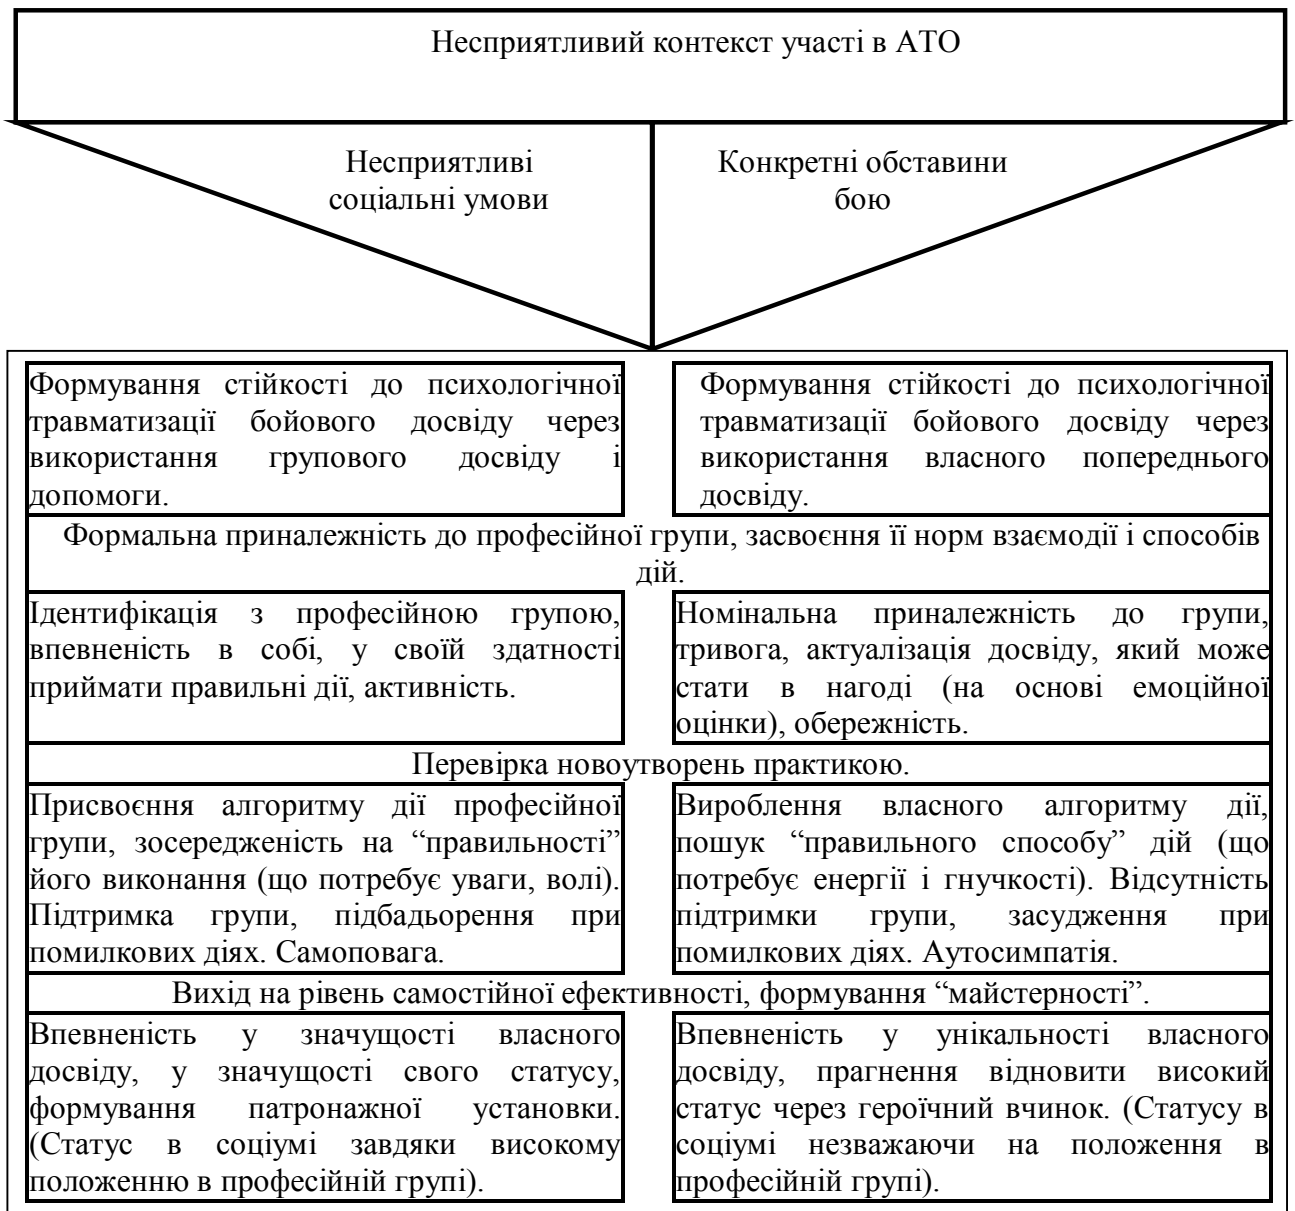 Несприятливий контекст участі в АТО
Несприятливі
соціальні умови
Конкретні обставини
бою
Формування стійкості до психологічної
травматизації бойового досвіду через
використання групового досвіду і
допомоги.
Формування стійкості до психологічної
травматизації бойового досвіду через
використання власного попереднього
досвіду.
Формальна приналежність до професійної групи, засвоєння її норм взаємодії і способів
дій.
Ідентифікація з професійною групою,
впевненість в собі, у своїй здатності
приймати правильні дії, активність.
Номінальна приналежність до групи,
тривога, актуалізація досвіду, який може
стати в нагоді (на основі емоційної
оцінки), обережність.
Перевірка новоутворень практикою.
Присвоєння алгоритму дії професійної
групи, зосередженість на “правильності”
його виконання (що потребує уваги, волі).
Підтримка групи, підбадьорення при
помилкових діях. Самоповага.
Вироблення власного алгоритму дії,
пошук “правильного способу” дій (що
потребує енергії і гнучкості). Відсутність
підтримки групи, засудження при
помилкових діях. Аутосимпатія.
Вихід на рівень самостійної ефективності, формування “майстерності”.
Впевненість у значущості власного
досвіду, у значущості свого статусу,
формування патронажної установки.
(Статус в соціумі завдяки високому
положенню в професійній групі).
Впевненість у унікальності власного
досвіду, прагнення відновити високий
статус через героїчний вчинок. (Статусу в
соціумі незважаючи на положення в
професійній групі).